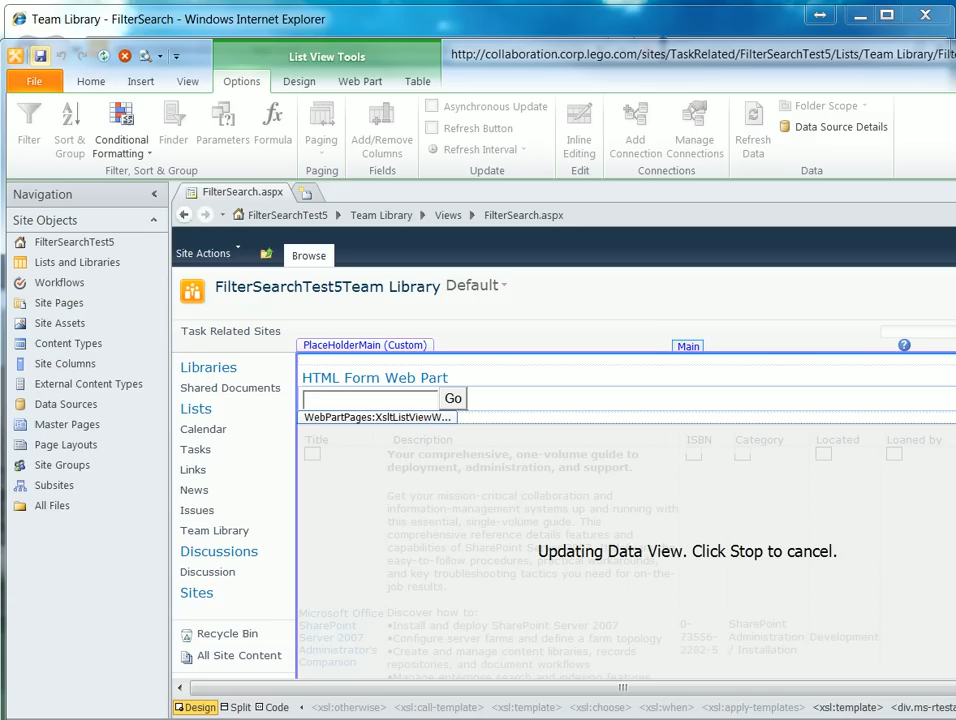 Team Library - FilterSearch - Windows Internet Explorer
List View Tools
http://collaboration.corp.lego.com/sites/TaskRelated/FilterSearchTest5/Lists/Team Library/Filte
File Home Insert View Options Design Web Part Table
Filter
Sort & Group
Conditional Formatting
Finder
Parameters
Formula
Filter, Sort & Group
Paging
Paging
Add/Remove Columns
Fields
Asynchronous Update
Refresh Button
Refresh Interval
Update
Inline Editing
Edit
Add Connection
Manage Connections
Connections
Refresh Data
Folder Scope
Data Source Details
Data
Navigation
Site Objects
FilterSearchTest5
Lists and Libraries
Workflows
Site Pages
Site Assets
Content Types
Site Columns
External Content Types
Data Sources
Master Pages
Page Layouts
Site Groups
Subsites
All Files
FilterSearch.aspx
FilterSearchTest5 Team Library Views FilterSearch.aspx
Site Actions
Browse
FilterSearchTest5Team Library Default
Task Related Sites
PlaceHolderMain (Custom)
Main
Libraries
Shared Documents
Lists
Calendar
Tasks
Links
News
Issues
Team Library
Discussions
Discussion
Sites
Recycle Bin
All Site Content
HTML Form Web Part
Go
WebPartPages:XsltListViewW...
Title Description ISBN Category Located Loaned by
Your comprehensive, one-volume guide to
deployment, administration, and support.
Get your mission-critical collaboration and
information-management systems up and running with
this essential, single-volume guide. This
comprehensive reference details features and
capabilities of SharePoint
easy-to-follow procedures, practical workarounds,
and key troubleshooting tactics you need for on-the-
job results.
Updating Data View. Click Stop to cancel.
Microsoft Office
SharePoint
Server 2007
Administrator's
Companion
Discover how to:
•Install and deploy SharePoint Server 2007
•Configure server farms and define a farm topology
•Create and manage content libraries, records
repositories, and document workflows
•Manage enterprise search and indexing features
0-
73556-
2282-5
SharePoint
Administration
/ Installation
Development
Design Split Code <xsl:otherwise> <xsl:call-template> <xsl:template> <xsl:choose> <xsl:when> <xsl:apply-templates> <xsl:template> <div.ms-rtesta